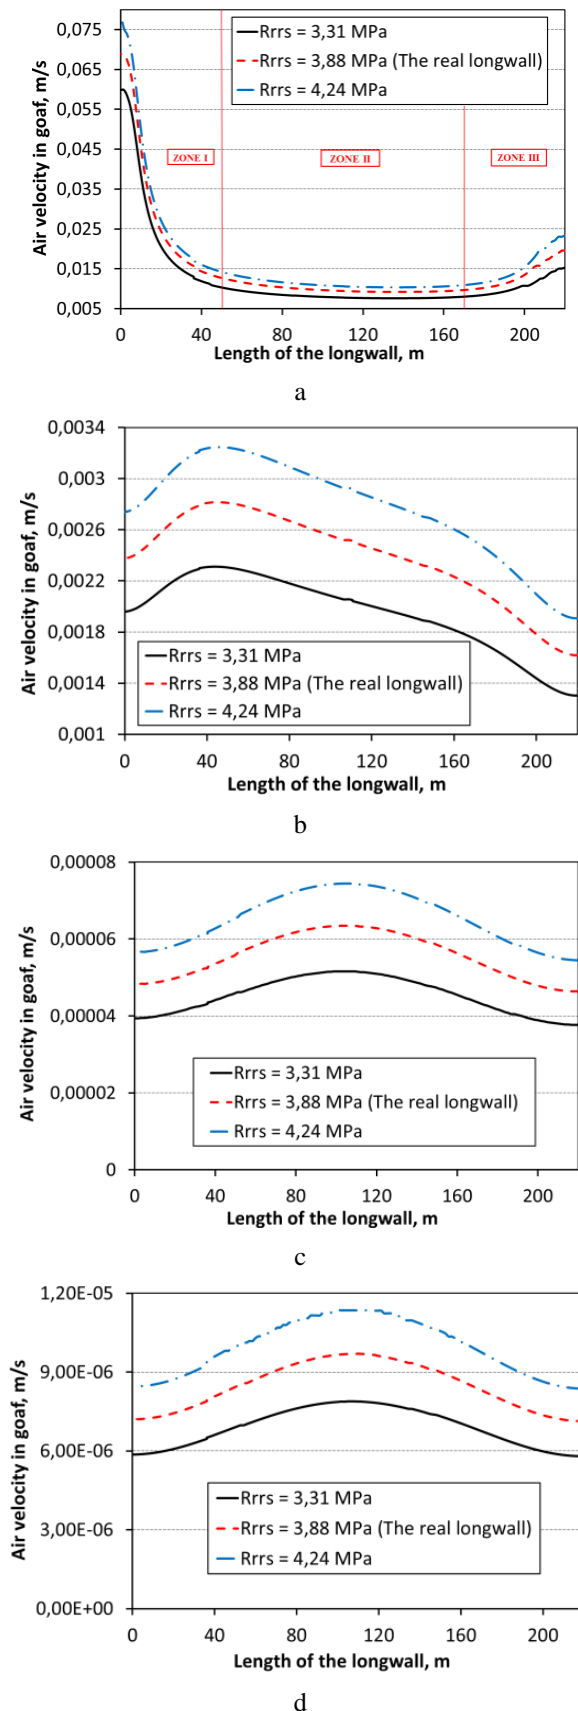 0,075
0,065
0,055
0,045
0,035
0,025
0,015
0,005
Air velocity in goaf, m/s
Rrrs = 3,31 MPa
Rrrs = 3,88 MPa (The real longwall)
Rrrs = 4,24 MPa
ZONE I
ZONE II
ZONE III
0 40 80 120 160 200
Length of the longwall, m
a
0,0034
0,003
0,0026
0,0022
0,0018
0,0014
0,001
Air velocity in goaf, m/s
Rrrs = 3,31 MPa
Rrrs = 3,88 MPa (The real longwall)
Rrrs = 4,24 MPa
0 40 80 120 160 200
Length of the longwall, m
b
0,00008
0,00006
0,00004
0,00002
0
Air velocity in goaf, m/s
Rrrs = 3,31 MPa
Rrrs = 3,88 MPa (The real longwall)
Rrrs = 4,24 MPa
0 40 80 120 160 200
Length of the longwall, m
c
1,20E-05
9,00E-06
6,00E-06
3,00E-06
0,00E+00
Air velocity in goaf, m/s
Rrrs = 3,31 MPa
Rrrs = 3,88 MPa (The real longwall)
Rrrs = 4,24 MPa
0 40 80 120 160 200
Length of the longwall, m
d